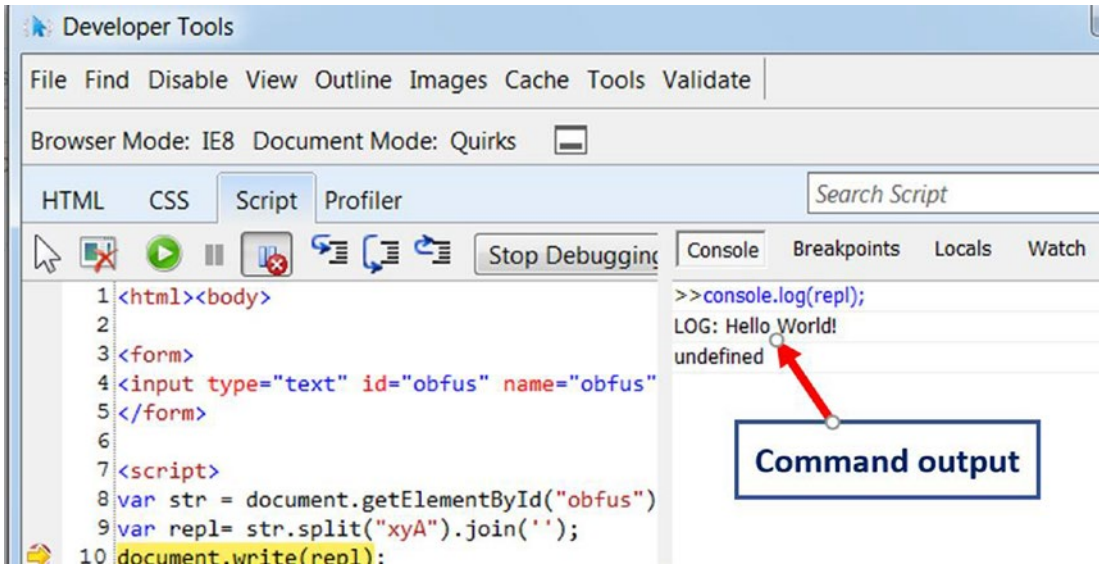 Developer Tools
File Find Disable View Outline Images Cache Tools Validate
Browser Mode: IE8 Document Mode: Quirks
HTML CSS Script Profiler
Search Script
Stop Debugging
Console Breakpoints Locals Watch
1 <html><body>
2
3 <form>
4 <input type="text" id="obfus" name="obfus"
5 </form>
6
7 <script>
8 var str = document.getElementById("obfus")
9 var repl= str.split("xyA").join('');
10 document.write(repl);
>>console.log(repl);
LOG: Hello World!
undefined
Command output